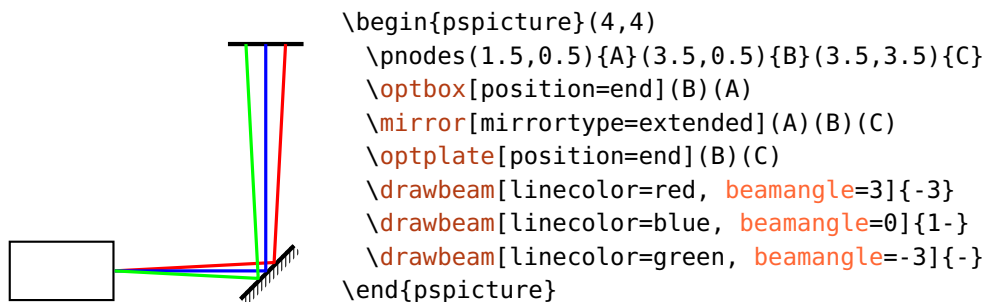 \begin{pspicture}(4,4)
  \pnodes(1.5,0.5){A}(3.5,0.5){B}(3.5,3.5){C}
  \optbox[position=end](B)(A)
  \mirror[mirrortype=extended](A)(B)(C)
  \optplate[position=end](B)(C)
  \drawbeam[linecolor=red, beamangle=3]{-3}
  \drawbeam[linecolor=blue, beamangle=0]{1-}
  \drawbeam[linecolor=green, beamangle=-3]{-}
\end{pspicture}